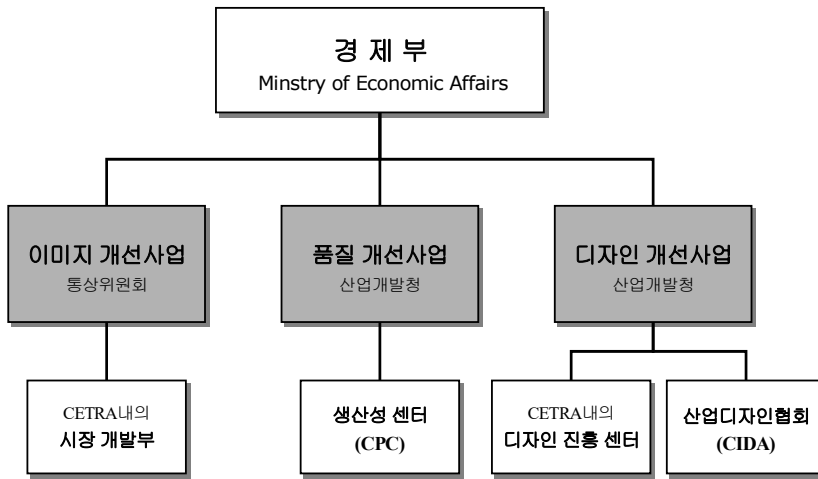 경 제 부
Minstry of Economic Affairs
이미지 개선사업
통상위원회
품질 개선사업
산업개발청
디자인 개선사업
산업개발청
CETRA내의
시장 개발부
생산성 센터
(CPC)
CETRA내의
디자인 진흥 센터
산업디자인협회
(CIDA)